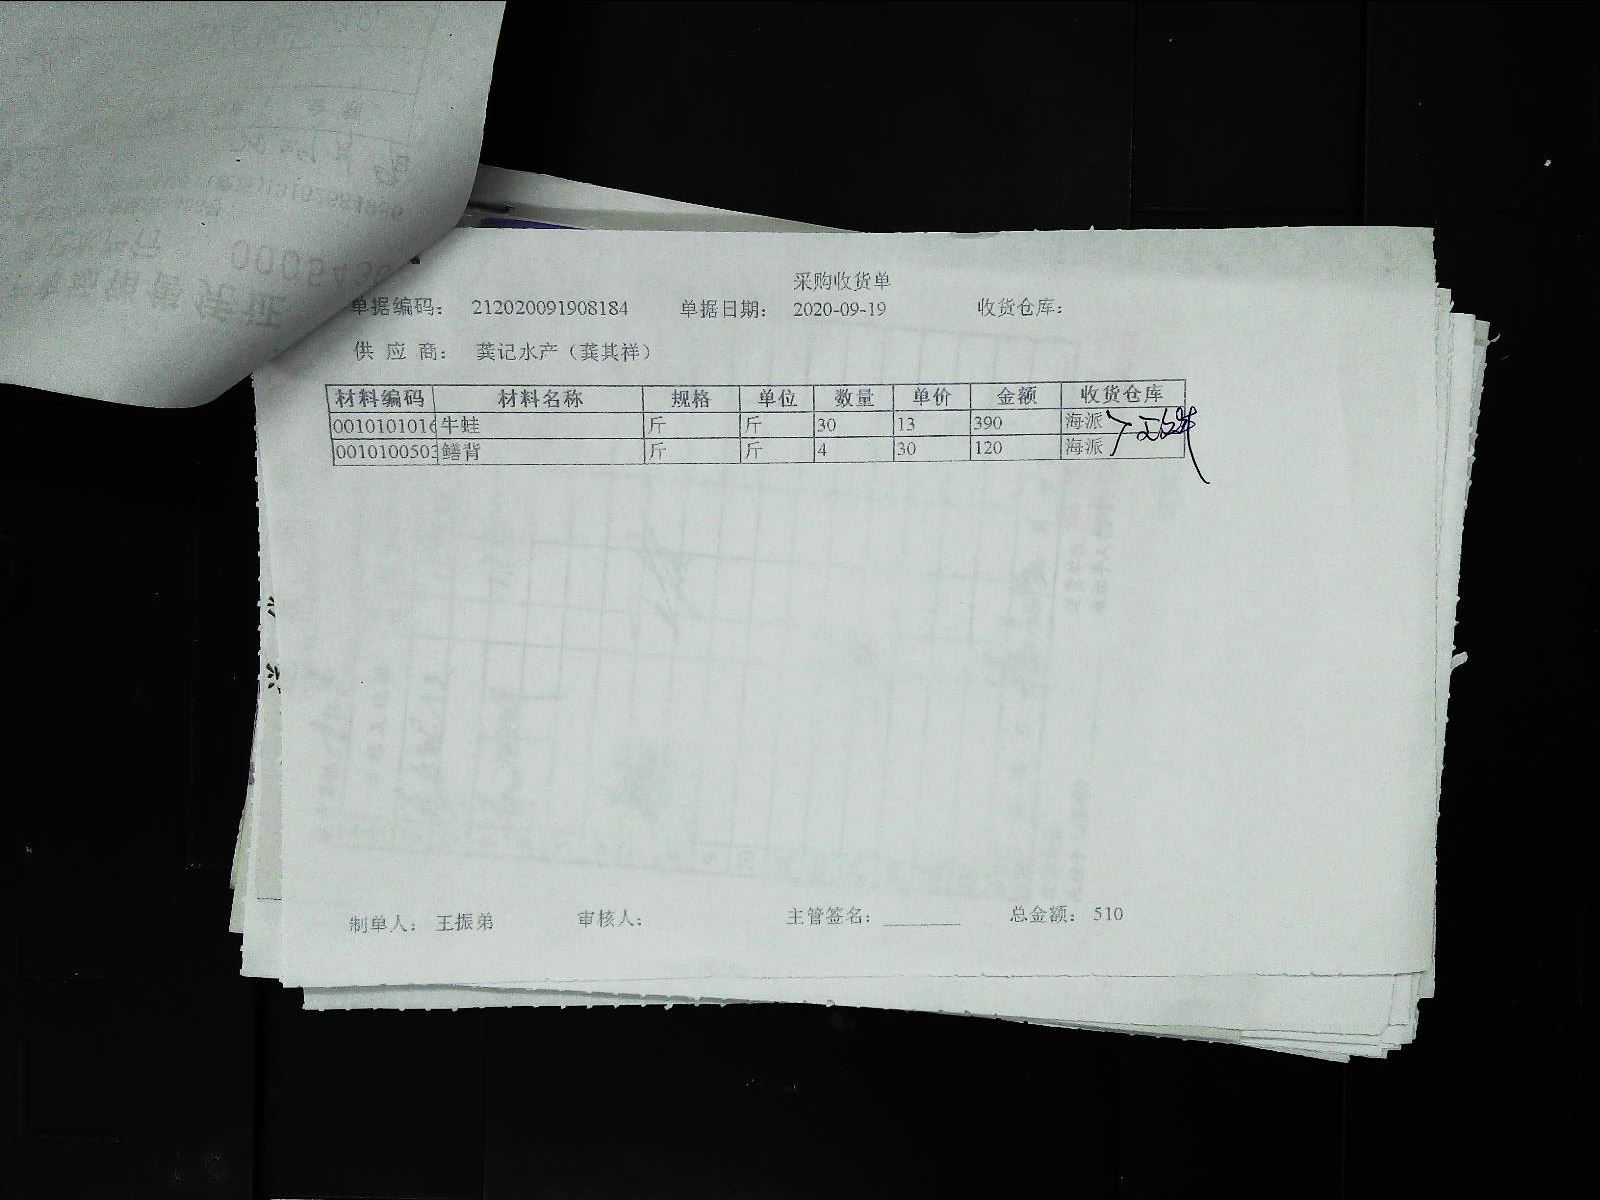 采购收货单
单据编码： 212020091908184 单据日期： 2020-09-19 收货仓库：
供 应 商： 龚记水产（龚其祥）
材料编码 材料名称 规格 单位 数量 单价 金额 收货仓库
0010101016 牛蛙 斤 斤 30 13 390 海派
0010100503 鳝背 斤 斤 4 30 120 海派
制单人： 王振弟 审核人： 主管签名： ________ 总金额： 510